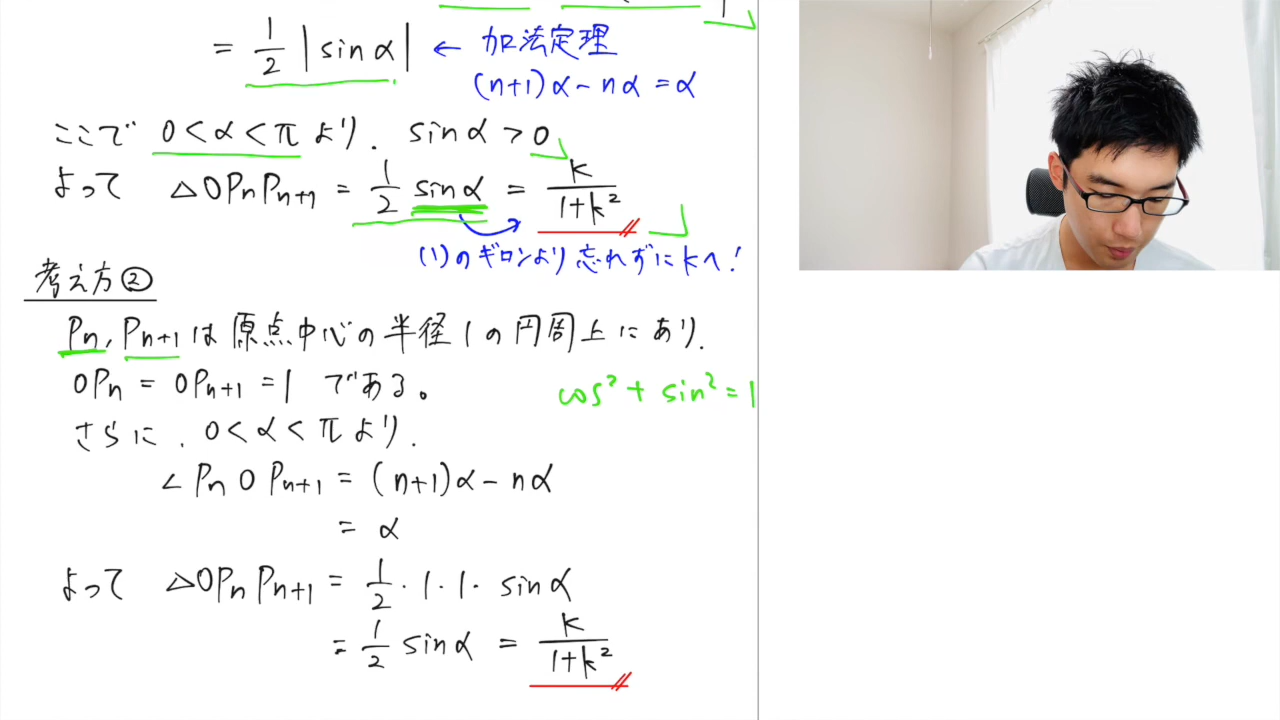 = 1/2 |sin α| ← 加法定理
(n+1)α - nα = α
ここで 0 < α < π より. sin α > 0
よって △OPnPn+1 = 1/2 sin α = k/(1+k²)
(1)のギロンより 忘れずに kへ!
考え方②
Pn, Pn+1 は原点中心の半径1の円周上にあり.
OPn = OPn+1 = 1 である。
cos² + sin² = 1
さらに. 0 < α < π より.
∠PnOPn+1 = (n+1)α - nα
= α
よって △OPnPn+1 = 1/2・1・1・sin α
= 1/2 sin α = k/(1+k²)